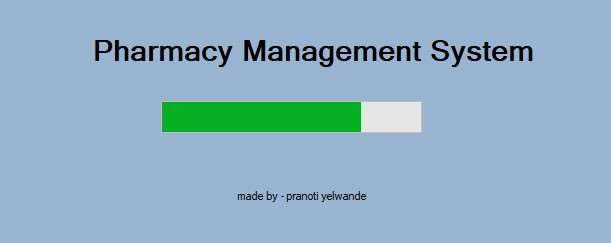 Pharmacy Management System
made by - pranoti yelwande